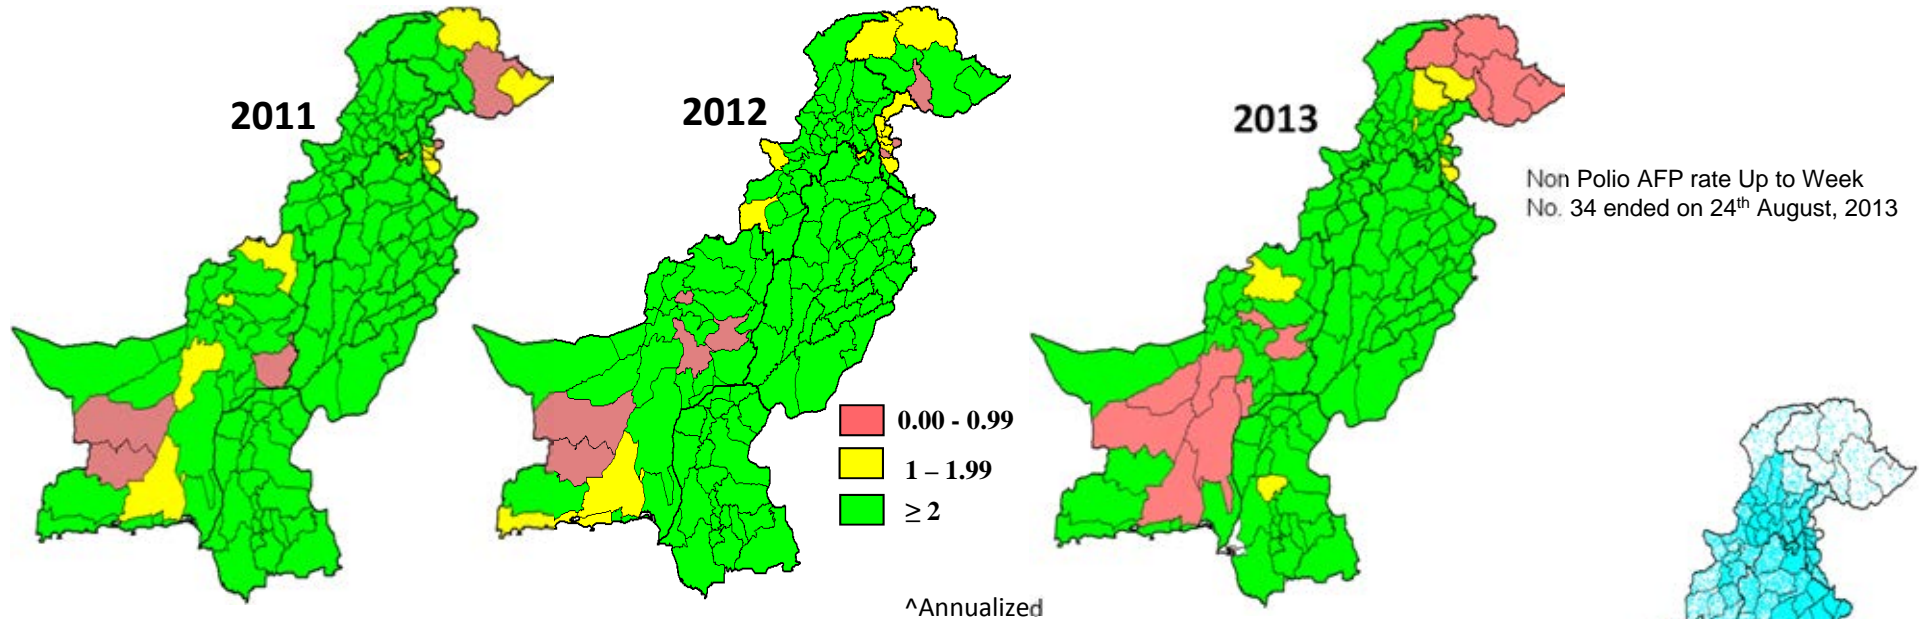 2011
2012
2013
Non Polio AFP rate Up to Week
No. 34 ended on 24th August, 2013
0.00 - 0.99
1 – 1.99
≥ 2
^Annualized